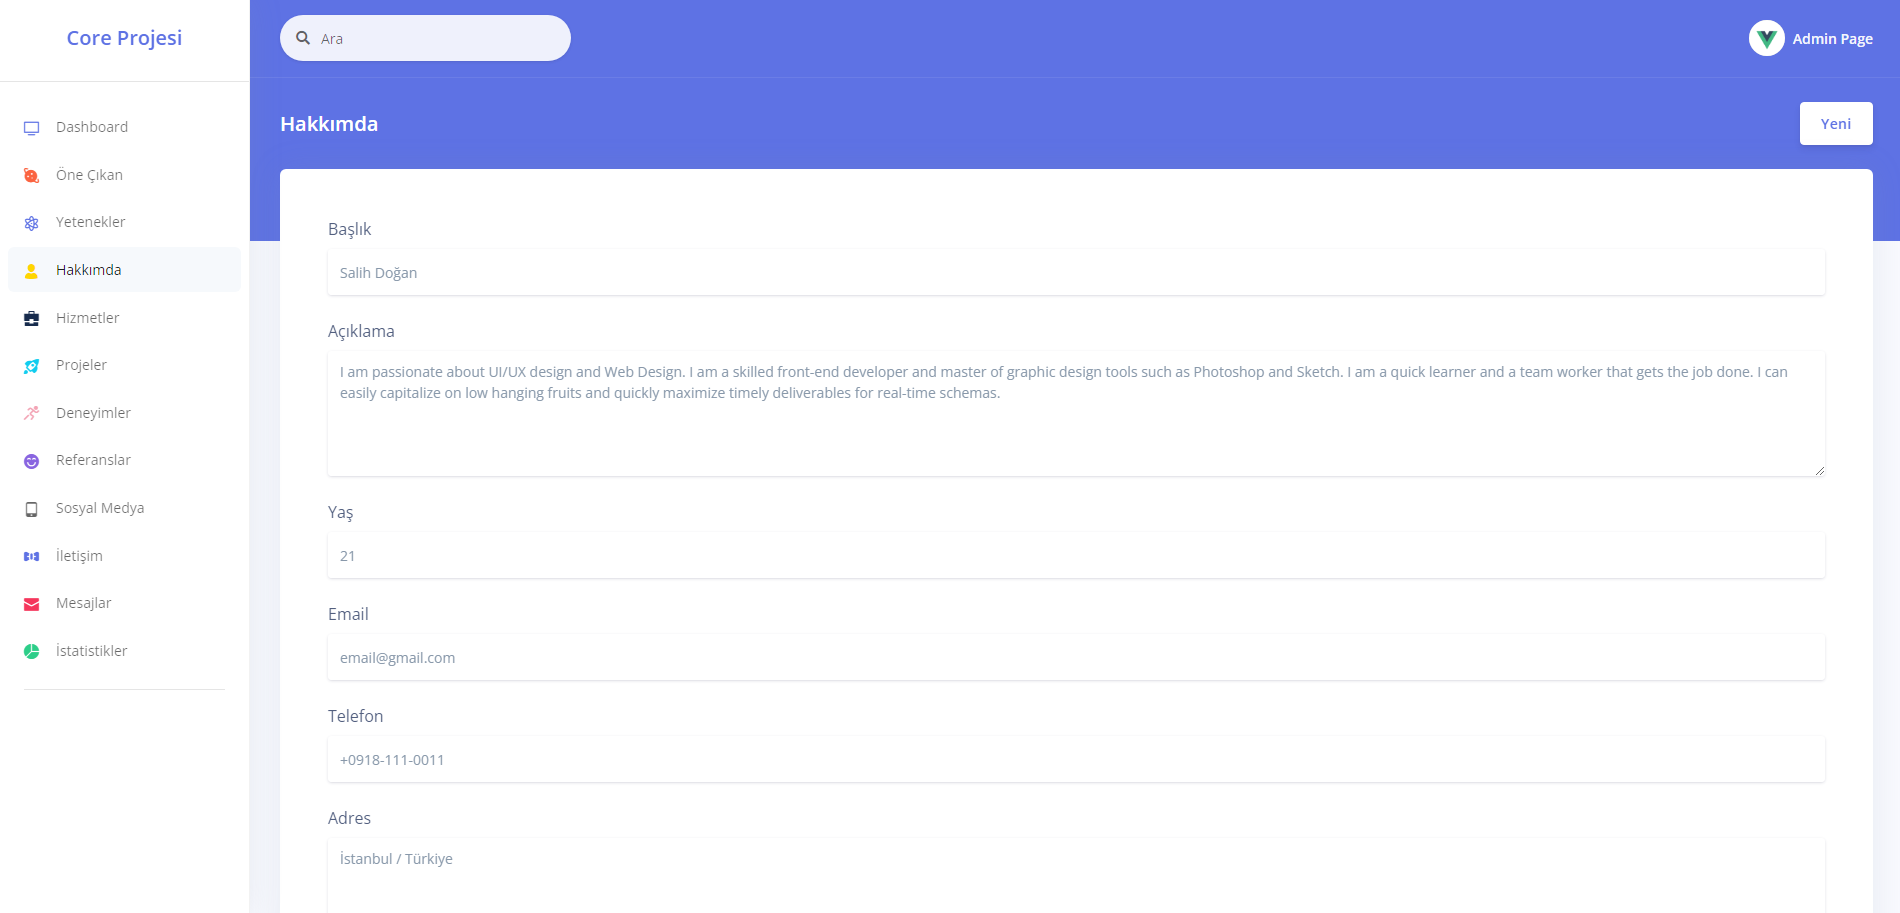 Core Projesi
Ara
Admin Page
Dashboard
Öne Çıkan
Yetenekler
Hakkımda
Hizmetler
Projeler
Deneyimler
Referanslar
Sosyal Medya
İletişim
Mesajlar
İstatistikler
Hakkımda
Yeni
Başlık
Salih Doğan
Açıklama
I am passionate about UI/UX design and Web Design. I am a skilled front-end developer and master of graphic design tools such as Photoshop and Sketch. I am a quick learner and a team worker that gets the job done. I can
easily capitalize on low hanging fruits and quickly maximize timely deliverables for real-time schemas.
Yaş
21
Email
email@gmail.com
Telefon
+0918-111-0011
Adres
İstanbul / Türkiye